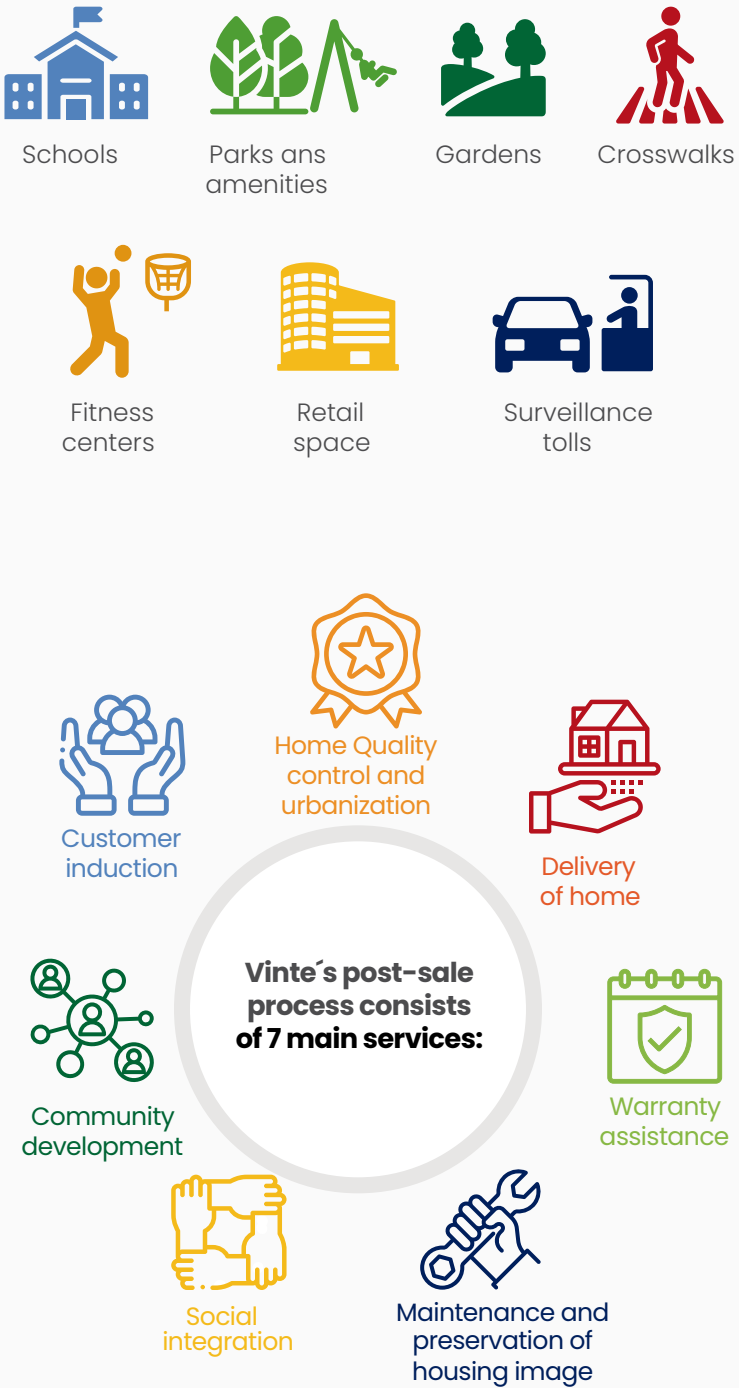 Schools
Parks ans
amenities
Gardens
Crosswalks
Fitness
centers
Retail
space
Surveillance
tolls
Home Quality
control and
urbanization
Customer
induction
Delivery
of home
Vinte´s post-sale
process consists
of 7 main services:
Community
development
Warranty
assistance
Social
integration
Maintenance and
preservation of
housing image